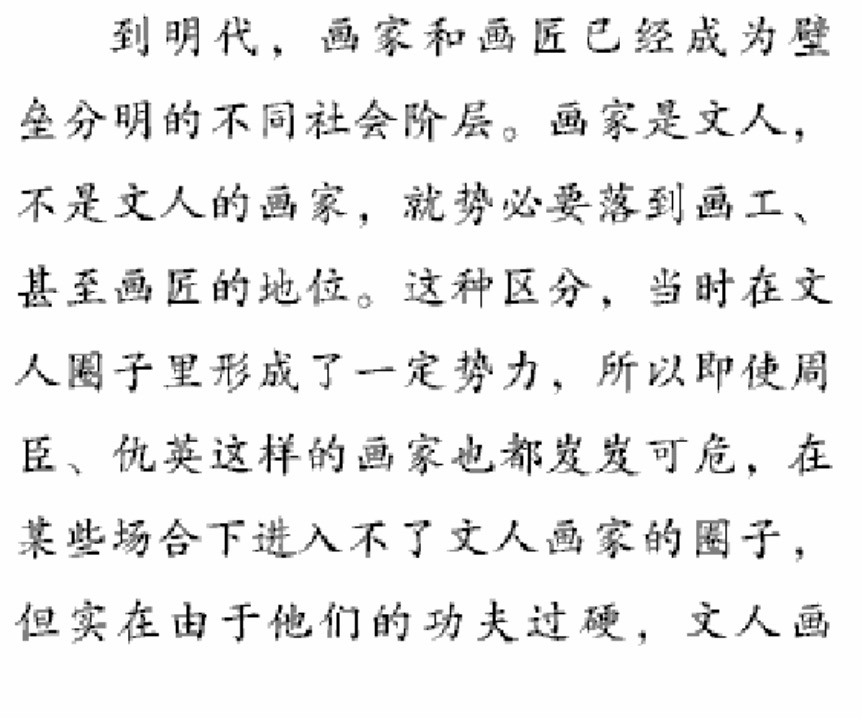 到明代，画家和画匠已经成为壁
垒分明的不同社会阶层。画家是文人，
不是文人的画家，就势必要落到画工、
甚至画匠的地位。这种区分，当时在文
人圈子里形成了一定势力，所以即使周
臣、仇英这样的画家也都岌岌可危，在
某些场合下进入不了文人画家的圈子，
但实在由于他们的功夫过硬，文人画